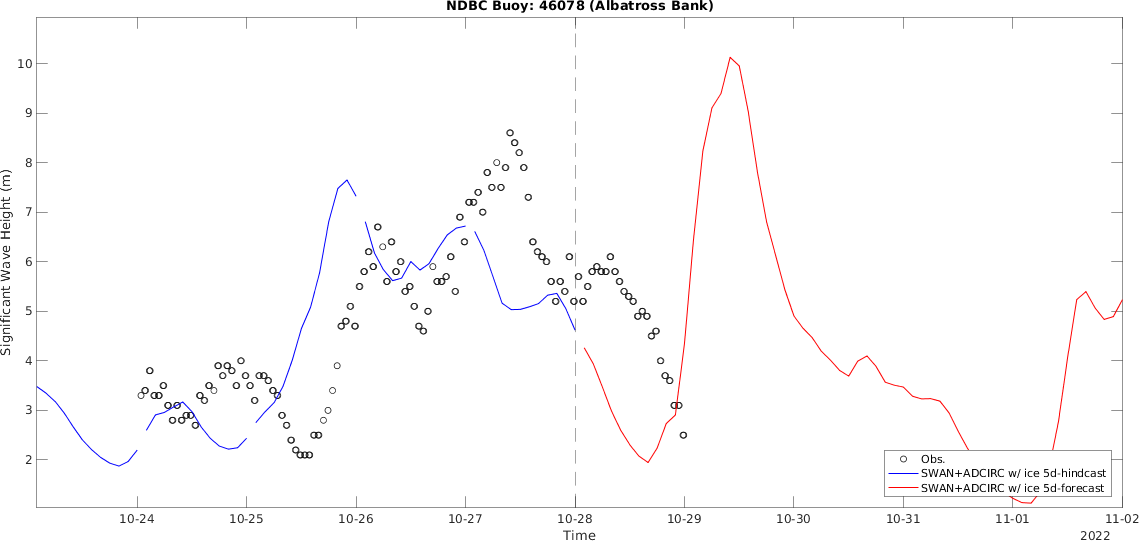 NDBC Buoy: 46078 (Albatross Bank)
10
9
8
7
6
5
4
3
2
Significant Wave Height (m)
Obs.
SWAN+ADCIRC w/ ice 5d-hindcast
SWAN+ADCIRC w/ ice 5d-forecast
10-24 10-25 10-26 10-27 10-28 10-29 10-30 10-31 11-01 11-02
Time
2022